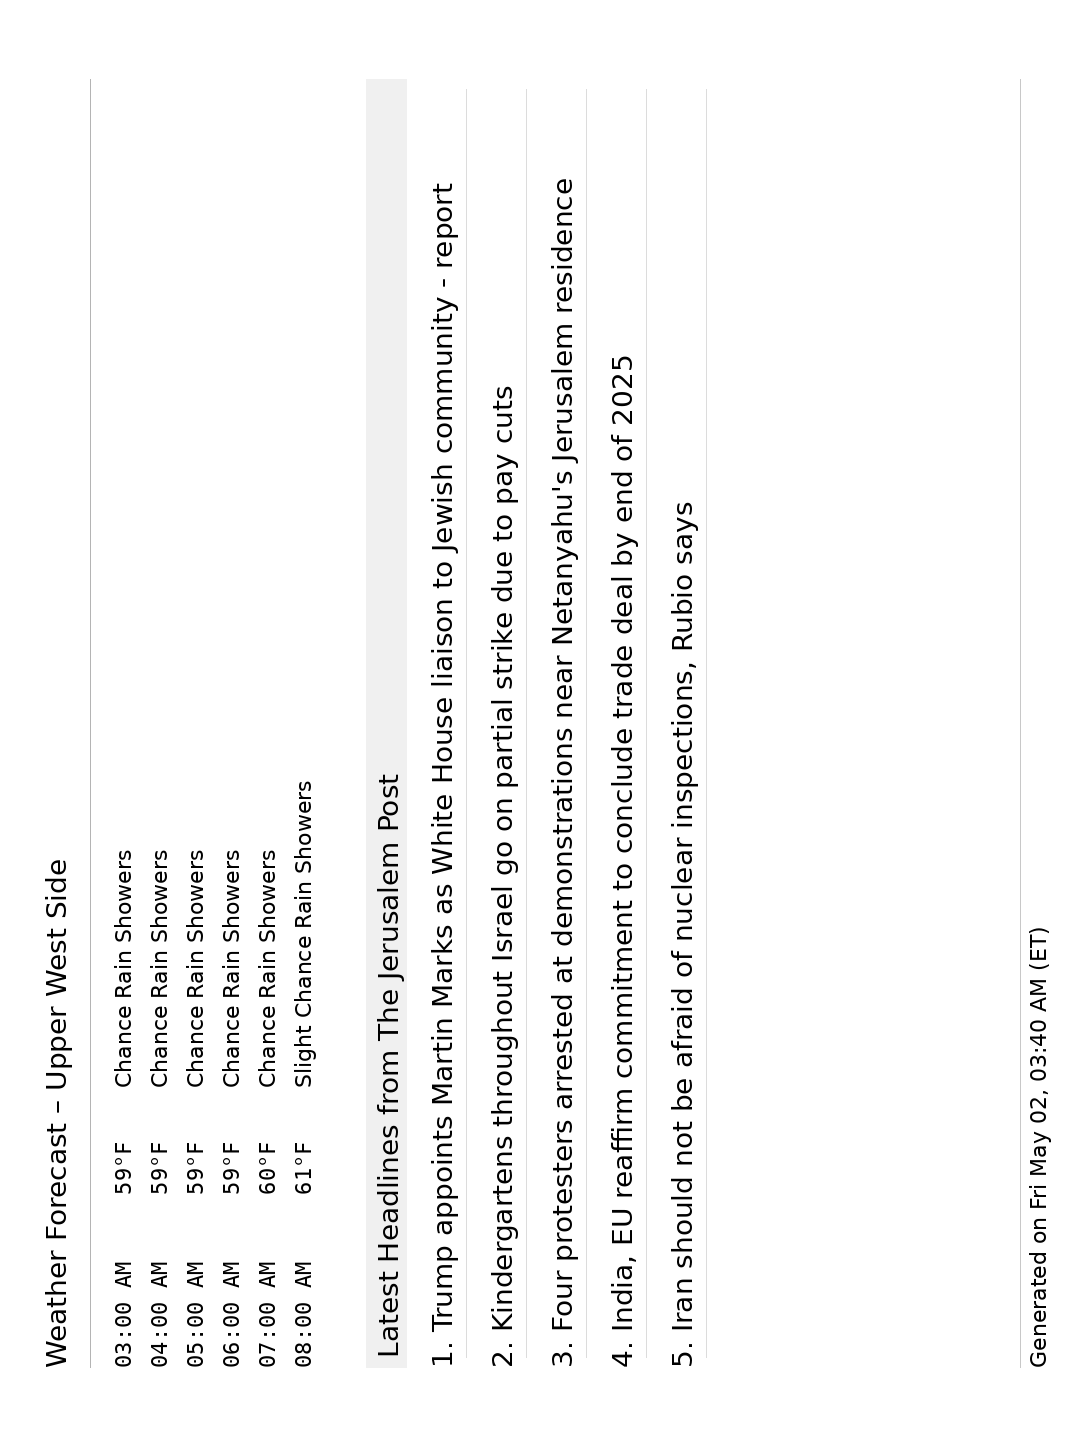 Weather Forecast – Upper West Side
03:00 AM 59°F Chance Rain Showers
04:00 AM 59°F Chance Rain Showers
05:00 AM 59°F Chance Rain Showers
06:00 AM 59°F Chance Rain Showers
07:00 AM 60°F Chance Rain Showers
08:00 AM 61°F Slight Chance Rain Showers
Latest Headlines from The Jerusalem Post
1. Trump appoints Martin Marks as White House liaison to Jewish community - report
2. Kindergartens throughout Israel go on partial strike due to pay cuts
3. Four protesters arrested at demonstrations near Netanyahu's Jerusalem residence
4. India, EU reaffirm commitment to conclude trade deal by end of 2025
5. Iran should not be afraid of nuclear inspections, Rubio says
Generated on Fri May 02, 03:40 AM (ET)